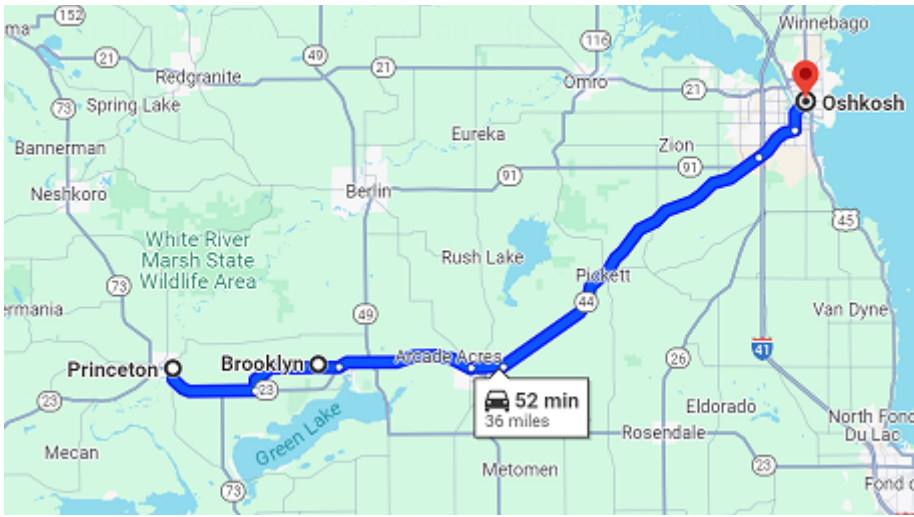 152
ma
21
Redgranite
49
116
Winnebago
21
Omro
21
73
Spring Lake
Oshkosh
Bannerman
Eureka
Zion
91
Neshkoro
Berlin
91
45
White River
Marsh State
Wildlife Area
Rush Lake
Pickett
73
44
ermania
49
Van Dyne
Arcade Acres
41
Princeton
Brooklyn
26
23
23
52 min
36 miles
Eldorado
North Fond
Du Lac
Green Lake
Rosendale
Mecan
Metomen
23
73
Fond d